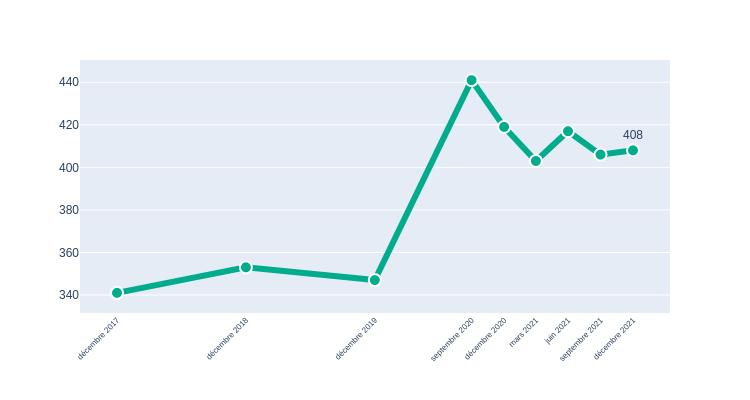 440
420
400
380
360
340
408
décembre 2017
décembre 2018
décembre 2019
septembre 2020
décembre 2020
mars 2021
juin 2021
septembre 2021
décembre 2021